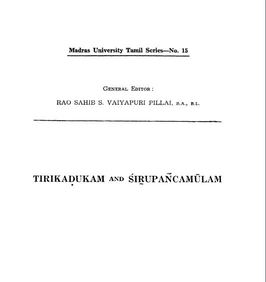 Madras University Tamil Series—No. 15
GENERAL EDITOR:
RAO SAHIB S. VAIYAPURI PILLAI, B.A., B.L.
TIRIKAḌUKAM AND ŚIṞUPAÑCAMŪLAM